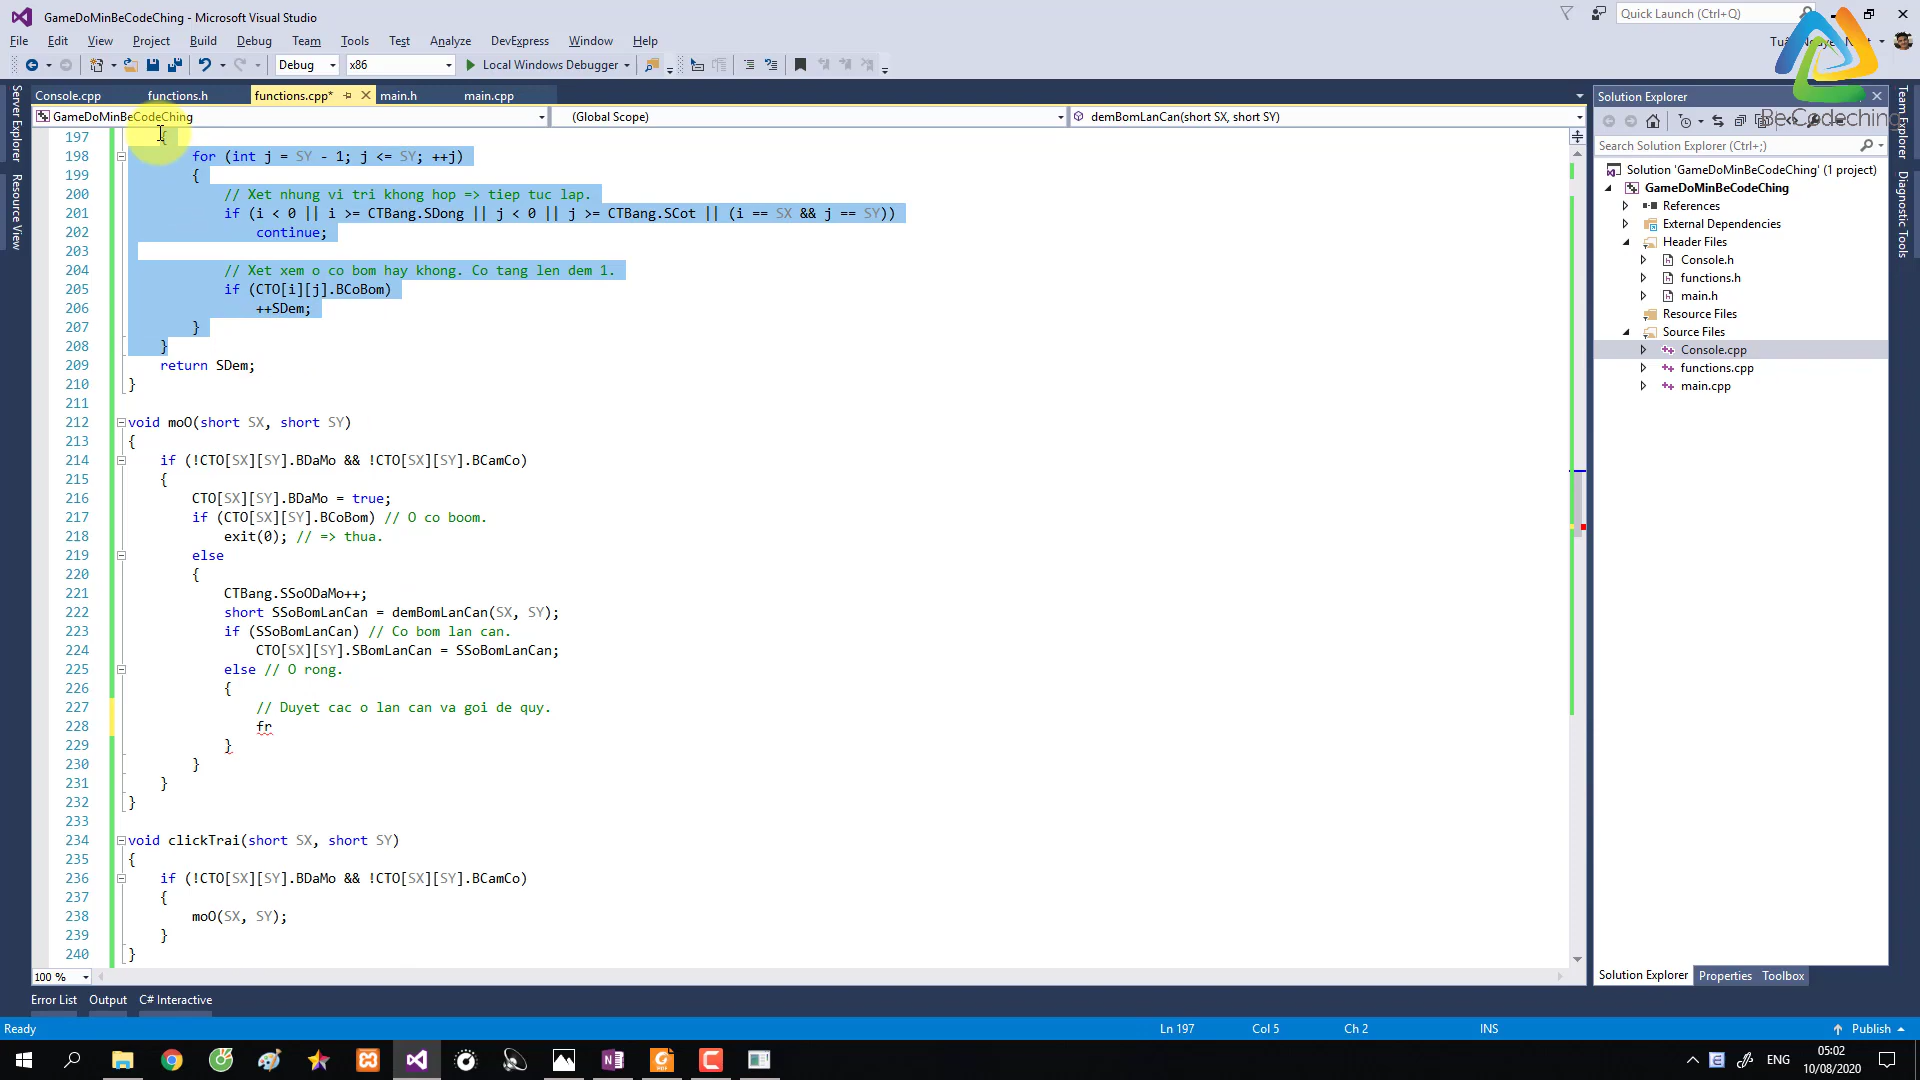 GameDoMinBeCodeChing - Microsoft Visual Studio
Quick Launch (Ctrl+Q)
File Edit View Project Build Debug Team Tools Test Analyze DevExpress Window Help
Debug x86 Local Windows Debugger
Console.cpp functions.h functions.cpp* main.h main.cpp
GameDoMinBeCodeChing (Global Scope) demBomLanCan(short SX, short SY)
Server Explorer
Resource View
197 {
198 for (int j = SY - 1; j <= SY; ++j)
199 {
200 // Xet nhung vi tri khong hop => tiep tuc lap.
201 if (i < 0 || i >= CTBang.SDong || j < 0 || j >= CTBang.SCot || (i == SX && j == SY))
202 continue;
203
204 // Xet xem o co bom hay khong. Co tang len dem 1.
205 if (CTO[i][j].BCoBom)
206 ++SDem;
207 }
208 }
209 return SDem;
210 }
211
212 void moO(short SX, short SY)
213 {
214 if (!CTO[SX][SY].BDaMo && !CTO[SX][SY].BCamCo)
215 {
216 CTO[SX][SY].BDaMo = true;
217 if (CTO[SX][SY].BCoBom) // O co boom.
218 exit(0); // => thua.
219 else
220 {
221 CTBang.SSoODaMo++;
222 short SSoBomLanCan = demBomLanCan(SX, SY);
223 if (SSoBomLanCan) // Co bom lan can.
224 CTO[SX][SY].SBomLanCan = SSoBomLanCan;
225 else // O rong.
226 {
227 // Duyet cac o lan can va goi de quy.
228 fr
229 }
230 }
231 }
232 }
233
234 void clickTrai(short SX, short SY)
235 {
236 if (!CTO[SX][SY].BDaMo && !CTO[SX][SY].BCamCo)
237 {
238 moO(SX, SY);
239 }
240 }
100 %
Solution Explorer
BeCodeching
Search Solution Explorer (Ctrl+;)
Solution 'GameDoMinBeCodeChing' (1 project)
GameDoMinBeCodeChing
References
External Dependencies
Header Files
Console.h
functions.h
main.h
Resource Files
Source Files
Console.cpp
functions.cpp
main.cpp
Solution Explorer Properties Toolbox
Team Explorer
Diagnostic Tools
Error List Output C# Interactive
Ready Ln 197 Col 5 Ch 2 INS Publish
ENG
05:02
10/08/2020